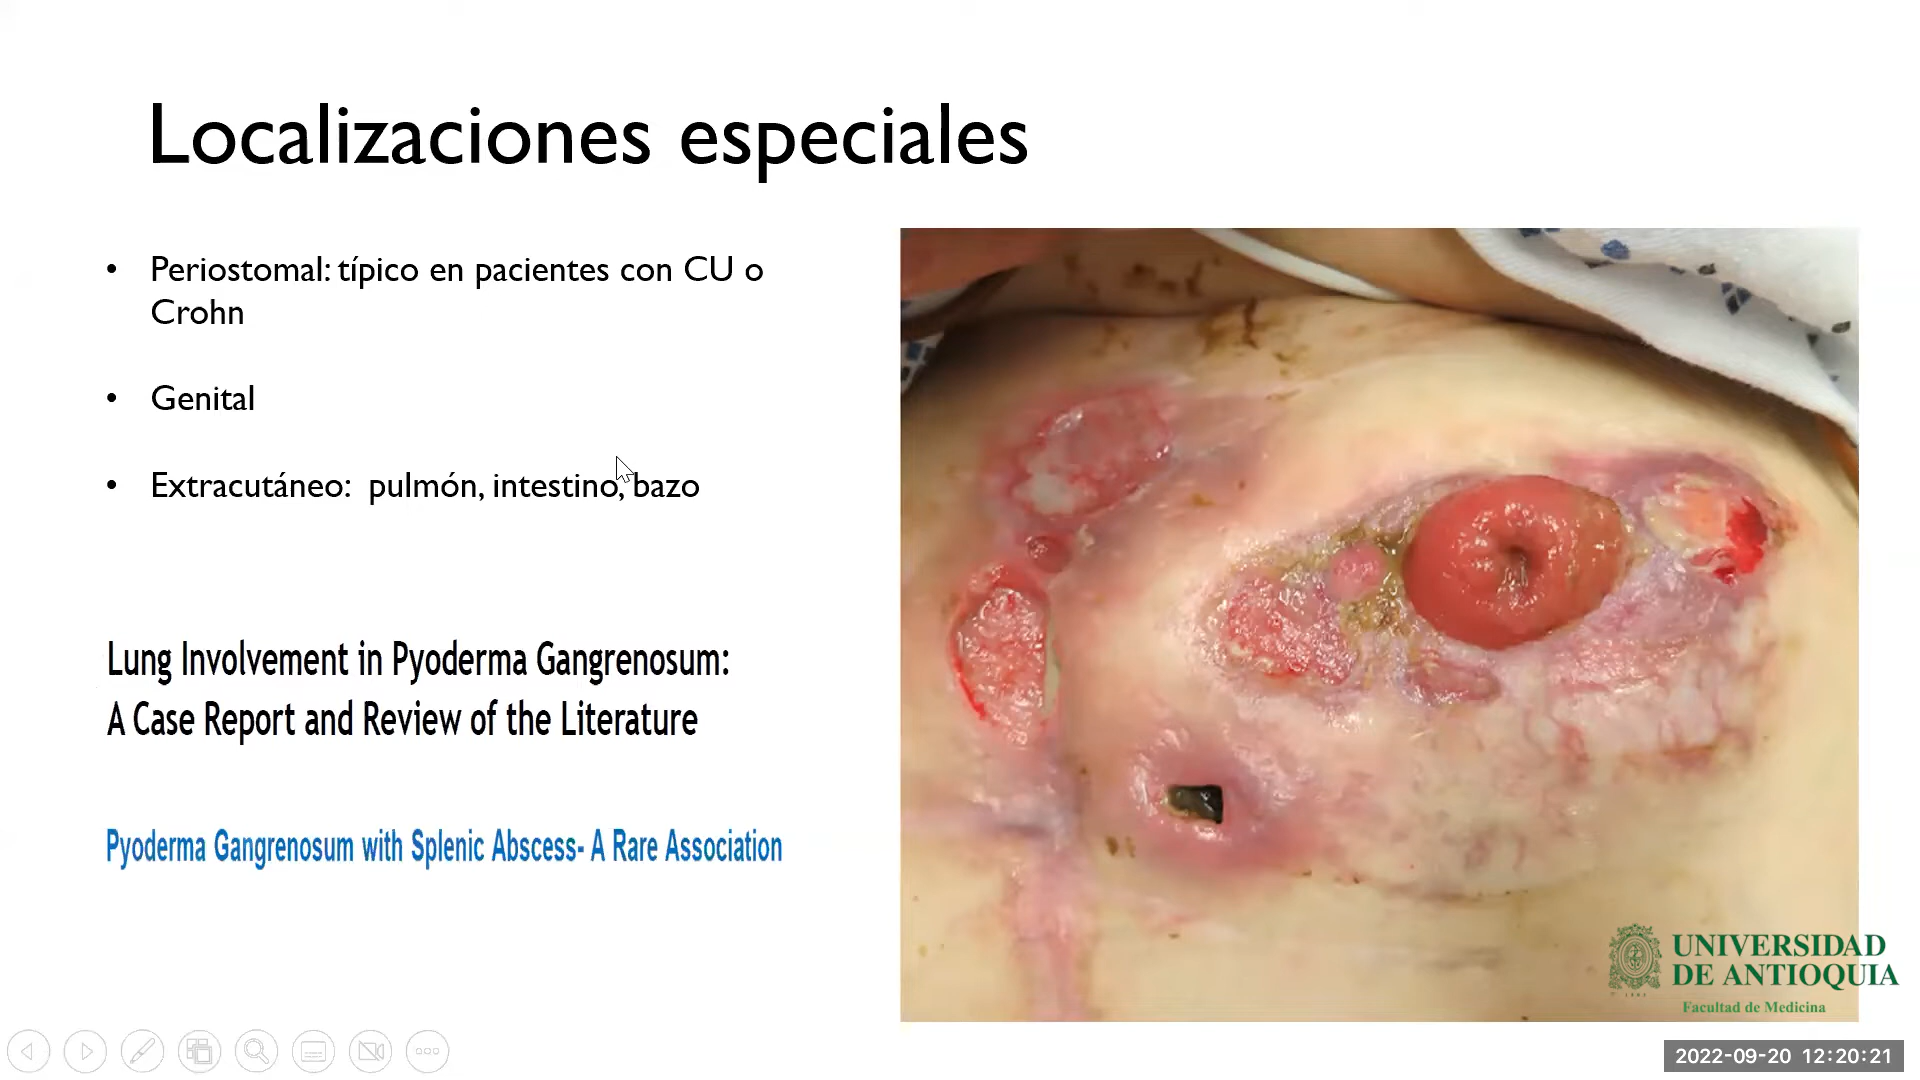 Localizaciones especiales
• Periostomal: típico en pacientes con CU o
Crohn
• Genital
• Extracutáneo: pulmón, intestino, bazo
Lung Involvement in Pyoderma Gangrenosum:
A Case Report and Review of the Literature
Pyoderma Gangrenosum with Splenic Abscess- A Rare Association
UNIVERSIDAD
DE ANTIOQUIA
Facultad de Medicina
2022-09-20 12:20:21